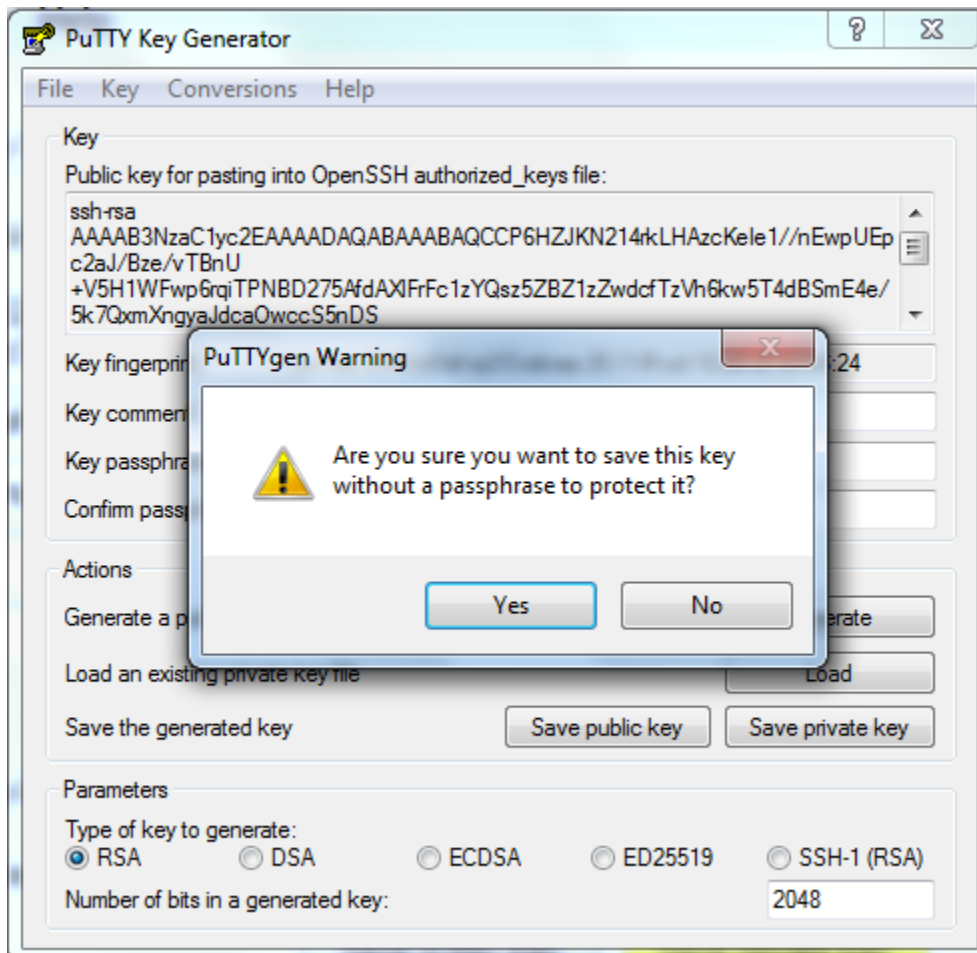 PuTTY Key Generator
File Key Conversions Help
Key
Public key for pasting into OpenSSH authorized_keys file:
ssh-rsa
AAAAB3NzaC1yc2EAAAADAQABAAABAQCCP6HZJKN214rkLHAzcKele1//nEwpUEp
c2aJ/Bze/vTBnU
+V5H1WFwp6rqiTPNBD275AfdAXlFrFc1zYQsz5ZBZ1zZwdcfTzVh6kw5T4dBSmE4e/
5k7QxmXngyaJdcaOwccS5nDS
PuTTYgen Warning
Key fingerprin :24
Key commen
Are you sure you want to save this key
Key passphra
without a passphrase to protect it?
Confirm pass
Actions
Yes No
Generate a p erate
Load an existing private key file Load
Save the generated key Save public key Save private key
Parameters
Type of key to generate:
RSA DSA ECDSA ED25519 SSH-1 (RSA)
Number of bits in a generated key: 2048